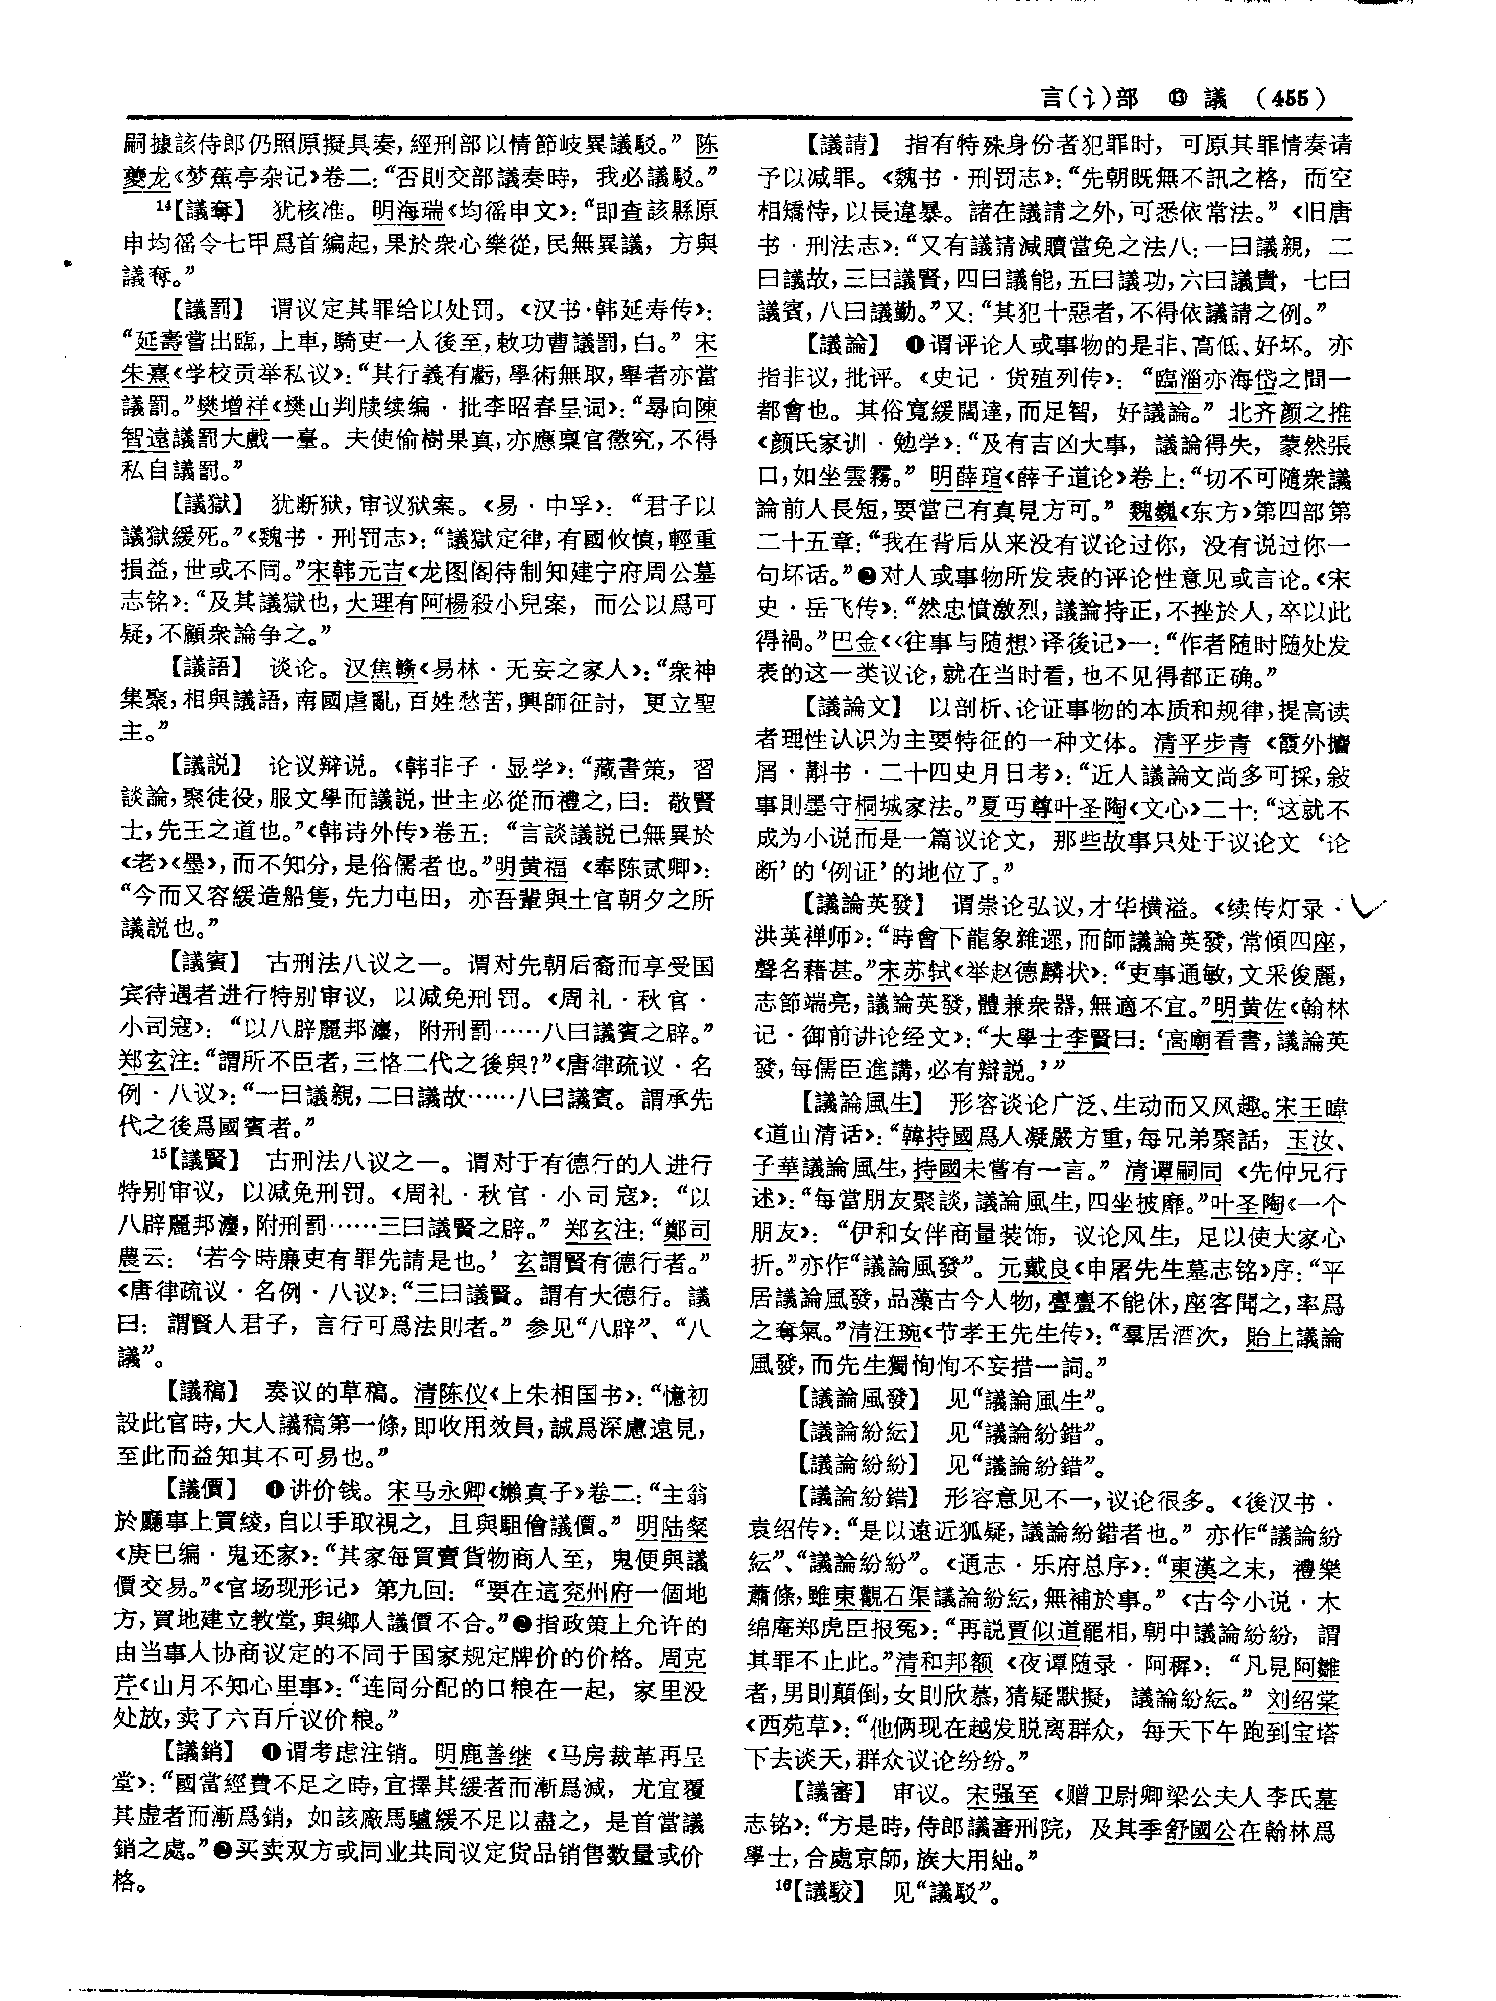 言(讠)部　⑬　議　(455)
嗣據該侍郎仍照原擬具奏，經刑部以情節岐異議駁。”陈
夔龙《梦蕉亭杂记》卷二：“否則交部議奏時，我必議駁。”
¹⁴【議奪】　犹核准。明海瑞《均徭申文》：“即查該縣原
申均徭令七甲爲首編起，果於衆心樂從，民無異議，方與
議奪。”
【議罰】　谓议定其罪给以处罚。《汉书·韩延寿传》：
“延壽嘗出臨，上車，騎吏一人後至，敕功曹議罰，白。”宋
朱熹《学校贡举私议》：“其行義有虧，學術無取，舉者亦當
議罰。”樊增祥《樊山判牍续编·批李昭春呈词》：“尋向陳
智遠議罰大戲一臺。夫使偷樹果真，亦應稟官懲究，不得
私自議罰。”
【議獄】　犹断狱，审议狱案。《易·中孚》：“君子以
議獄緩死。”《魏书·刑罚志》：“議獄定律，有國攸慎，輕重
損益，世或不同。”宋韩元吉《龙图阁待制知建宁府周公墓
志铭》：“及其議獄也，大理有阿楊殺小兒案，而公以爲可
疑，不顧衆論争之。”
【議語】　谈论。汉焦赣《易林·无妄之家人》：“衆神
集聚，相與議語，南國虐亂，百姓愁苦，興師征討，更立聖
主。”
【議説】　论议辩说。《韩非子·显学》：“藏書策，習
談論，聚徒役，服文學而議説，世主必從而禮之，曰：敬賢
士，先王之道也。”《韩诗外传》卷五：“言談議説已無異於
《老》《墨》，而不知分，是俗儒者也。”明黄福《奉陈贰卿》：
“今而又容緩造船隻，先力屯田，亦吾輩與土官朝夕之所
議説也。”
【議賓】　古刑法八议之一。谓对先朝后裔而享受国
宾待遇者进行特别审议，以减免刑罚。《周礼·秋官·
小司寇》：“以八辟麗邦灋，附刑罰……八曰議賓之辟。”
郑玄注：“謂所不臣者，三恪二代之後與？”《唐律疏议·名
例·八议》：“一曰議親，二曰議故……八曰議賓。謂承先
代之後爲國賓者。”
¹⁵【議賢】　古刑法八议之一。谓对于有德行的人进行
特别审议，以减免刑罚。《周礼·秋官·小司寇》：“以
八辟麗邦灋，附刑罰……三曰議賢之辟。”郑玄注：“鄭司
農云：‘若今時廉吏有罪先請是也。’玄謂賢有德行者。”
《唐律疏议·名例·八议》：“三曰議賢。謂有大德行。議
曰：謂賢人君子，言行可爲法則者。”参见“八辟”、“八
議”。
【議稿】　奏议的草稿。清陈仪《上朱相国书》：“憶初
設此官時，大人議稿第一條，即收用效員，誠爲深慮遠見，
至此而益知其不可易也。”
【議價】　❶讲价钱。宋马永卿《嬾真子》卷二：“主翁
於廳事上買綾，自以手取視之，且與駔儈議價。”明陆粲
《庚巳编·鬼还家》：“其家每買賣貨物商人至，鬼便與議
價交易。”《官场现形记》第九回：“要在這兗州府一個地
方，買地建立教堂，與鄉人議價不合。”❷指政策上允许的
由当事人协商议定的不同于国家规定牌价的价格。周克
芹《山月不知心里事》：“连同分配的口粮在一起，家里没
处放，卖了六百斤议价粮。”
【議銷】　❶谓考虑注销。明鹿善继《马房裁革再呈
堂》：“國當經費不足之時，宜擇其緩者而漸爲減，尤宜覆
其虚者而漸爲銷，如該廠馬驢緩不足以盡之，是首當議
銷之處。”❷买卖双方或同业共同议定货品销售数量或价
格。
【議請】　指有特殊身份者犯罪时，可原其罪情奏请
予以减罪。《魏书·刑罚志》：“先朝既無不訊之格，而空
相矯恃，以長違暴。諸在議請之外，可悉依常法。”《旧唐
书·刑法志》：“又有議請減贖當免之法八：一曰議親，二
曰議故，三曰議賢，四曰議能，五曰議功，六曰議貴，七曰
議賓，八曰議勤。”又：“其犯十惡者，不得依議請之例。”
【議論】　❶谓评论人或事物的是非、高低、好坏。亦
指非议，批评。《史记·货殖列传》：“臨淄亦海岱之間一
都會也。其俗寬緩闊達，而足智，好議論。”北齐颜之推
《颜氏家训·勉学》：“及有吉凶大事，議論得失，蒙然張
口，如坐雲霧。”明薛瑄《薛子道论》卷上：“切不可隨衆議
論前人長短，要當己有真見方可。”魏巍《东方》第四部第
二十五章：“我在背后从来没有议论过你，没有说过你一
句坏话。”❷对人或事物所发表的评论性意见或言论。《宋
史·岳飞传》：“然忠憤激烈，議論持正，不挫於人，卒以此
得禍。”巴金《〈往事与随想〉译後记》一：“作者随时随处发
表的这一类议论，就在当时看，也不见得都正确。”
【議論文】　以剖析、论证事物的本质和规律，提高读
者理性认识为主要特征的一种文体。清平步青《霞外攟
屑·斠书·二十四史月日考》：“近人議論文尚多可採，敍
事則墨守桐城家法。”夏丏尊叶圣陶《文心》二十：“这就不
成为小说而是一篇议论文，那些故事只处于议论文‘论
断’的‘例证’的地位了。”
【議論英發】　谓崇论弘议，才华横溢。《续传灯录·
洪英禅师》：“時會下龍象雜遝，而師議論英發，常傾四座，
聲名藉甚。”宋苏轼《举赵德麟状》：“吏事通敏，文采俊麗，
志節端亮，議論英發，體兼衆器，無適不宜。”明黄佐《翰林
记·御前讲论经文》：“大學士李賢曰：‘高廟看書，議論英
發，每儒臣進講，必有辯説。’”
【議論風生】　形容谈论广泛、生动而又风趣。宋王暐
《道山清话》：“韓持國爲人凝嚴方重，每兄弟聚話，玉汝、
子華議論風生，持國未嘗有一言。”清谭嗣同《先仲兄行
述》：“每當朋友聚談，議論風生，四坐披靡。”叶圣陶《一个
朋友》：“伊和女伴商量装饰，议论风生，足以使大家心
折。”亦作“議論風發”。元戴良《申屠先生墓志铭》序：“平
居議論風發，品藻古今人物，亹亹不能休，座客聞之，率爲
之奪氣。”清汪琬《节孝王先生传》：“羣居酒次，貽上議論
風發，而先生獨恂恂不妄措一詞。”
【議論風發】　见“議論風生”。
【議論紛紜】　见“議論紛錯”。
【議論紛紛】　见“議論紛錯”。
【議論紛錯】　形容意见不一，议论很多。《後汉书·
袁绍传》：“是以遠近狐疑，議論紛錯者也。”亦作“議論紛
紜”、“議論紛紛”。《通志·乐府总序》：“東漢之末，禮樂
蕭條，雖東觀石渠議論紛紜，無補於事。”《古今小说·木
绵庵郑虎臣报冤》：“再説賈似道罷相，朝中議論紛紛，謂
其罪不止此。”清和邦额《夜谭随录·阿穉》：“凡見阿雛
者，男則顛倒，女則欣慕，猜疑默擬，議論紛紜。”刘绍棠
《西苑草》：“他俩现在越发脱离群众，每天下午跑到宝塔
下去谈天，群众议论纷纷。”
【議審】　审议。宋强至《赠卫尉卿梁公夫人李氏墓
志铭》：“方是時，侍郎議審刑院，及其季舒國公在翰林爲
學士，合處京師，族大用絀。”
¹⁶【議駮】　见“議駁”。